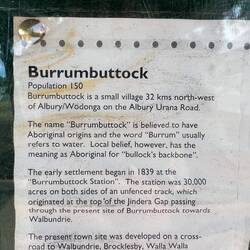 Burrumbuttock
Population 150
Burrumbuttock is a small village 32 kms north-west
of Albury/Wodonga on the Albury Urana Road.
The name "Burrumbuttock" is believed to have
Aboriginal origins and the word "Burrum" usually
refers to water. Local belief, however, has the
meaning as Aboriginal for "bullock's backbone".
The early settlement began in 1839 at the
"Burrumbuttock Station". The station was 30,000
acres on both sides of an unfenced track, which
originated at the top of the Jindera Gap passing
through the present site of Burrumbuttock towards
Walbundrie.
The present town site was developed on a cross-
road to Walbundrie, Brocklesby, Walla Walla